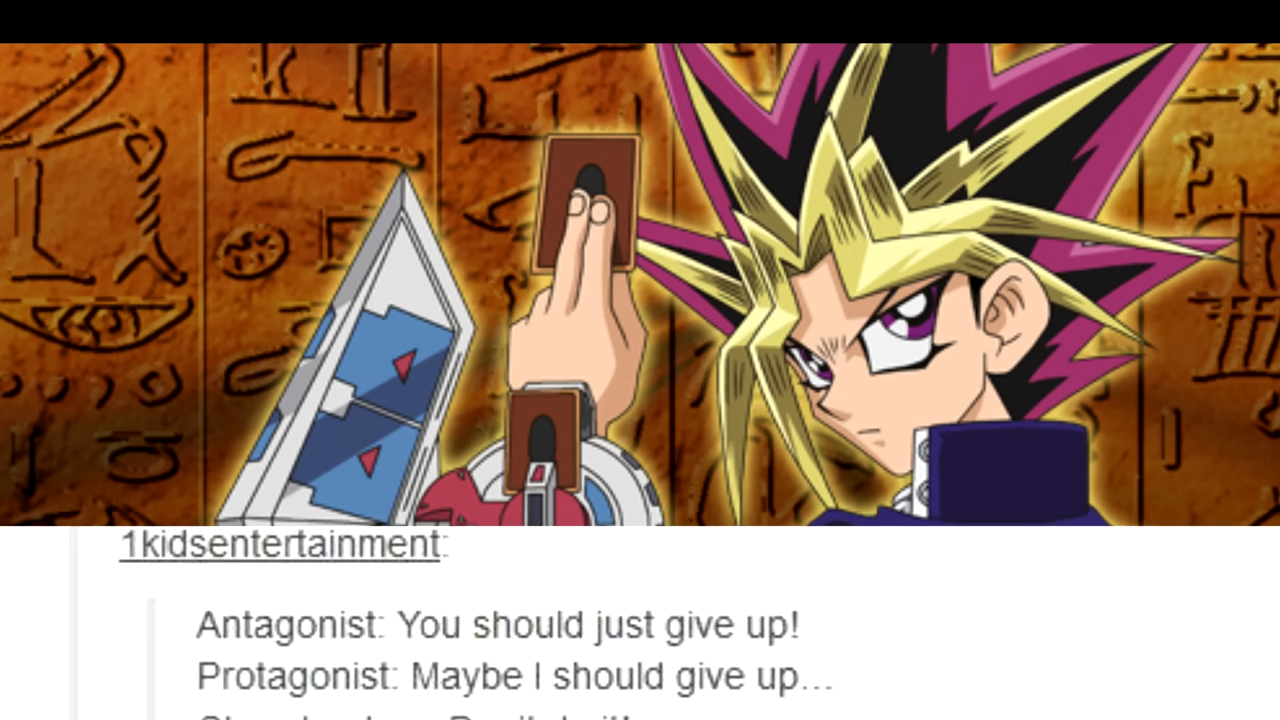 1kidsentertainment:
Antagonist: You should just give up!
Protagonist: Maybe I should give up...